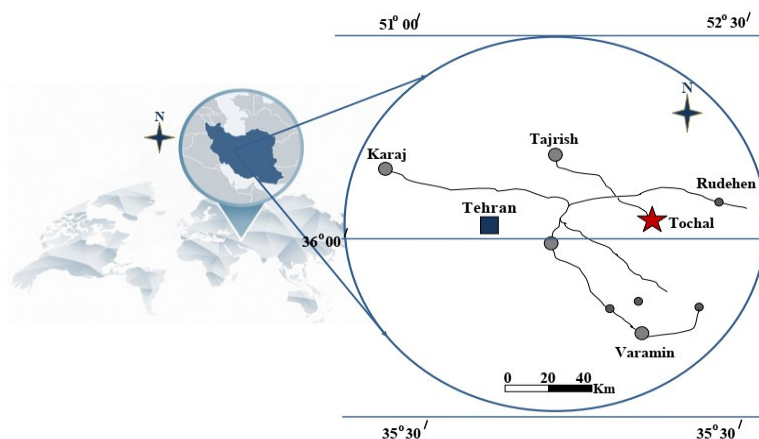 51° 00′
52° 30′
N
N
Tajrish
Karaj
Rudehen
Tehran
Tochal
36°00′
Varamin
0 20 40 Km
35° 30′
35° 30′